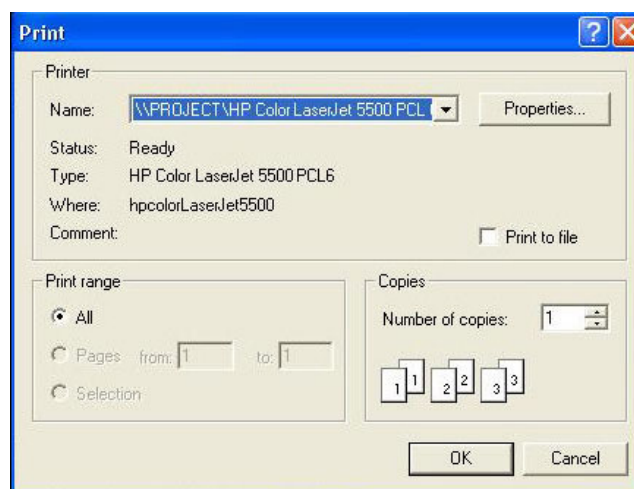 Print
Printer
Name: \\PROJECT\HP Color LaserJet 5500 PCL Properties...
Status: Ready
Type: HP Color LaserJet 5500 PCL6
Where: hpcolorLaserJet5500
Comment: Print to file
Print range
All
Pages from: 1 to: 1
Selection
Copies
Number of copies: 1
1 1 2 2 3 3
OK Cancel